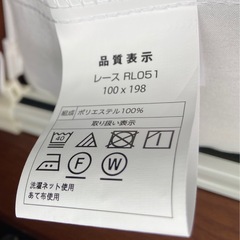 品質表示
レース RL051
100 x 198
組成 ポリエステル100%
取り扱い表示
40
F W
洗濯ネット使用
あて布使用